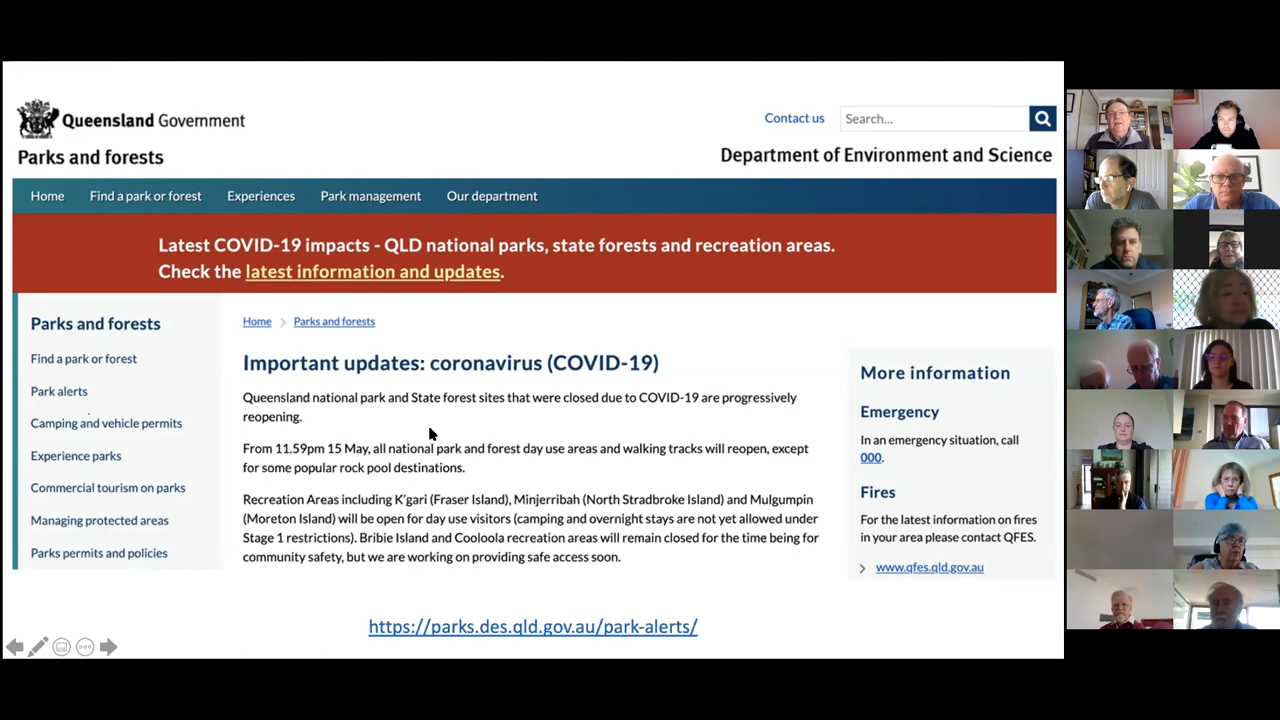 Queensland Government
Parks and forests
Contact us
Search...
Department of Environment and Science
Home
Find a park or forest
Experiences
Park management
Our department
Latest COVID-19 impacts - QLD national parks, state forests and recreation areas.
Check the latest information and updates.
Parks and forests
Find a park or forest
Park alerts
Camping and vehicle permits
Experience parks
Commercial tourism on parks
Managing protected areas
Parks permits and policies
Home > Parks and forests
Important updates: coronavirus (COVID-19)
Queensland national park and State forest sites that were closed due to COVID-19 are progressively
reopening.
From 11.59pm 15 May, all national park and forest day use areas and walking tracks will reopen, except
for some popular rock pool destinations.
Recreation Areas including K'gari (Fraser Island), Minjerribah (North Stradbroke Island) and Mulgumpin
(Moreton Island) will be open for day use visitors (camping and overnight stays are not yet allowed under
Stage 1 restrictions). Bribie Island and Cooloola recreation areas will remain closed for the time being for
community safety, but we are working on providing safe access soon.
More information
Emergency
In an emergency situation, call
000.
Fires
For the latest information on fires
in your area please contact QFES.
> www.qfes.qld.gov.au
https://parks.des.qld.gov.au/park-alerts/